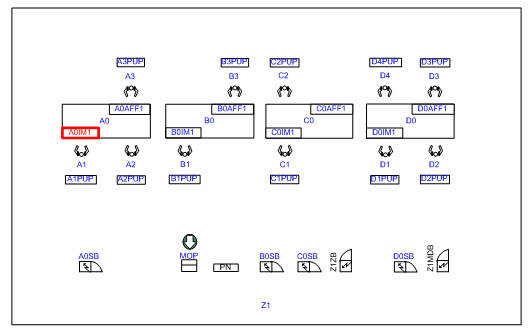 A3PUP B3PUP C2PUP D4PUP D3PUP
A3 B3 C2 D4 D3
A0AFF1 B0AFF1 C0AFF1 D0AFF1
A0 B0 C0 D0
A0IM1 B0IM1 C0IM1 D0IM1
A1 A2 B1 C1 D1 D2
A1PUP A2PUP B1PUP C1PUP D1PUP D2PUP
A0SB MOP B0SB C0SB Z1ZB D0SB Z1MDB
PN
Z1